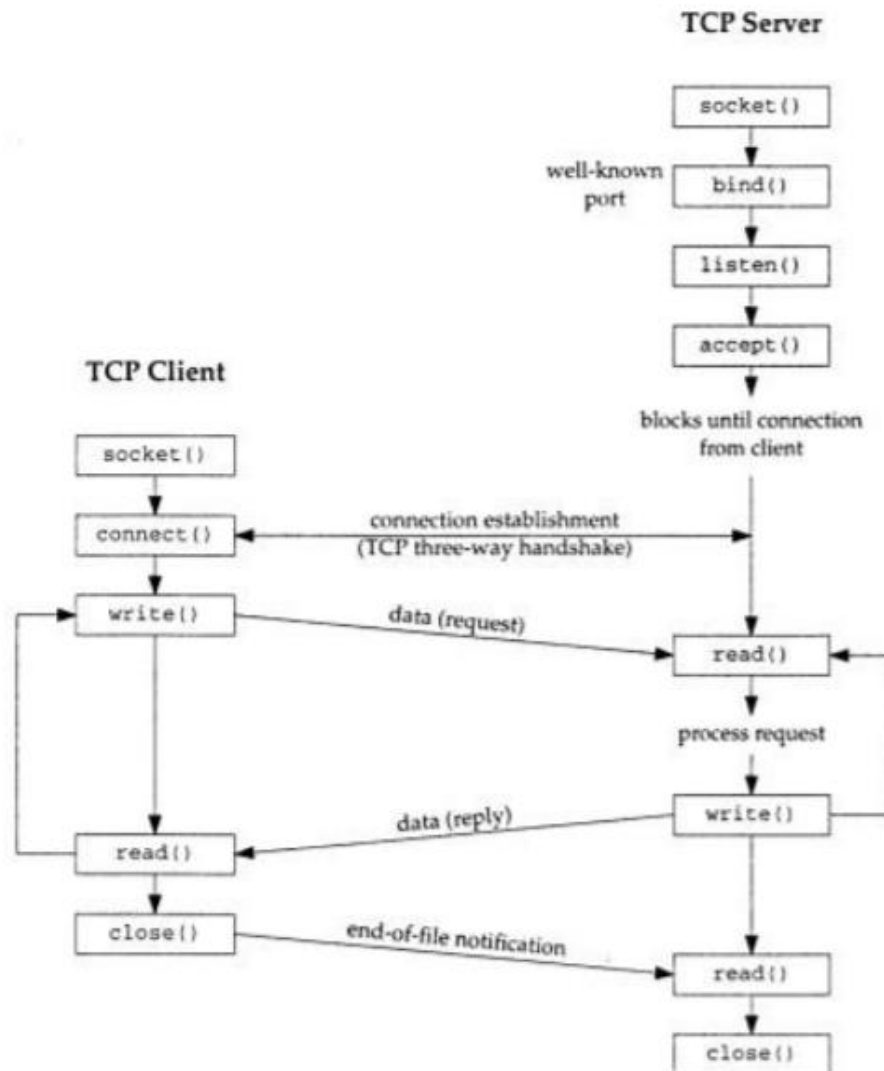 TCP Server
socket()
well-known
port
bind()
listen()
accept()
blocks until connection
from client
TCP Client
socket()
connect()
connection establishment
(TCP three-way handshake)
write()
data (request)
read()
process request
write()
data (reply)
read()
close()
end-of-file notification
read()
close()